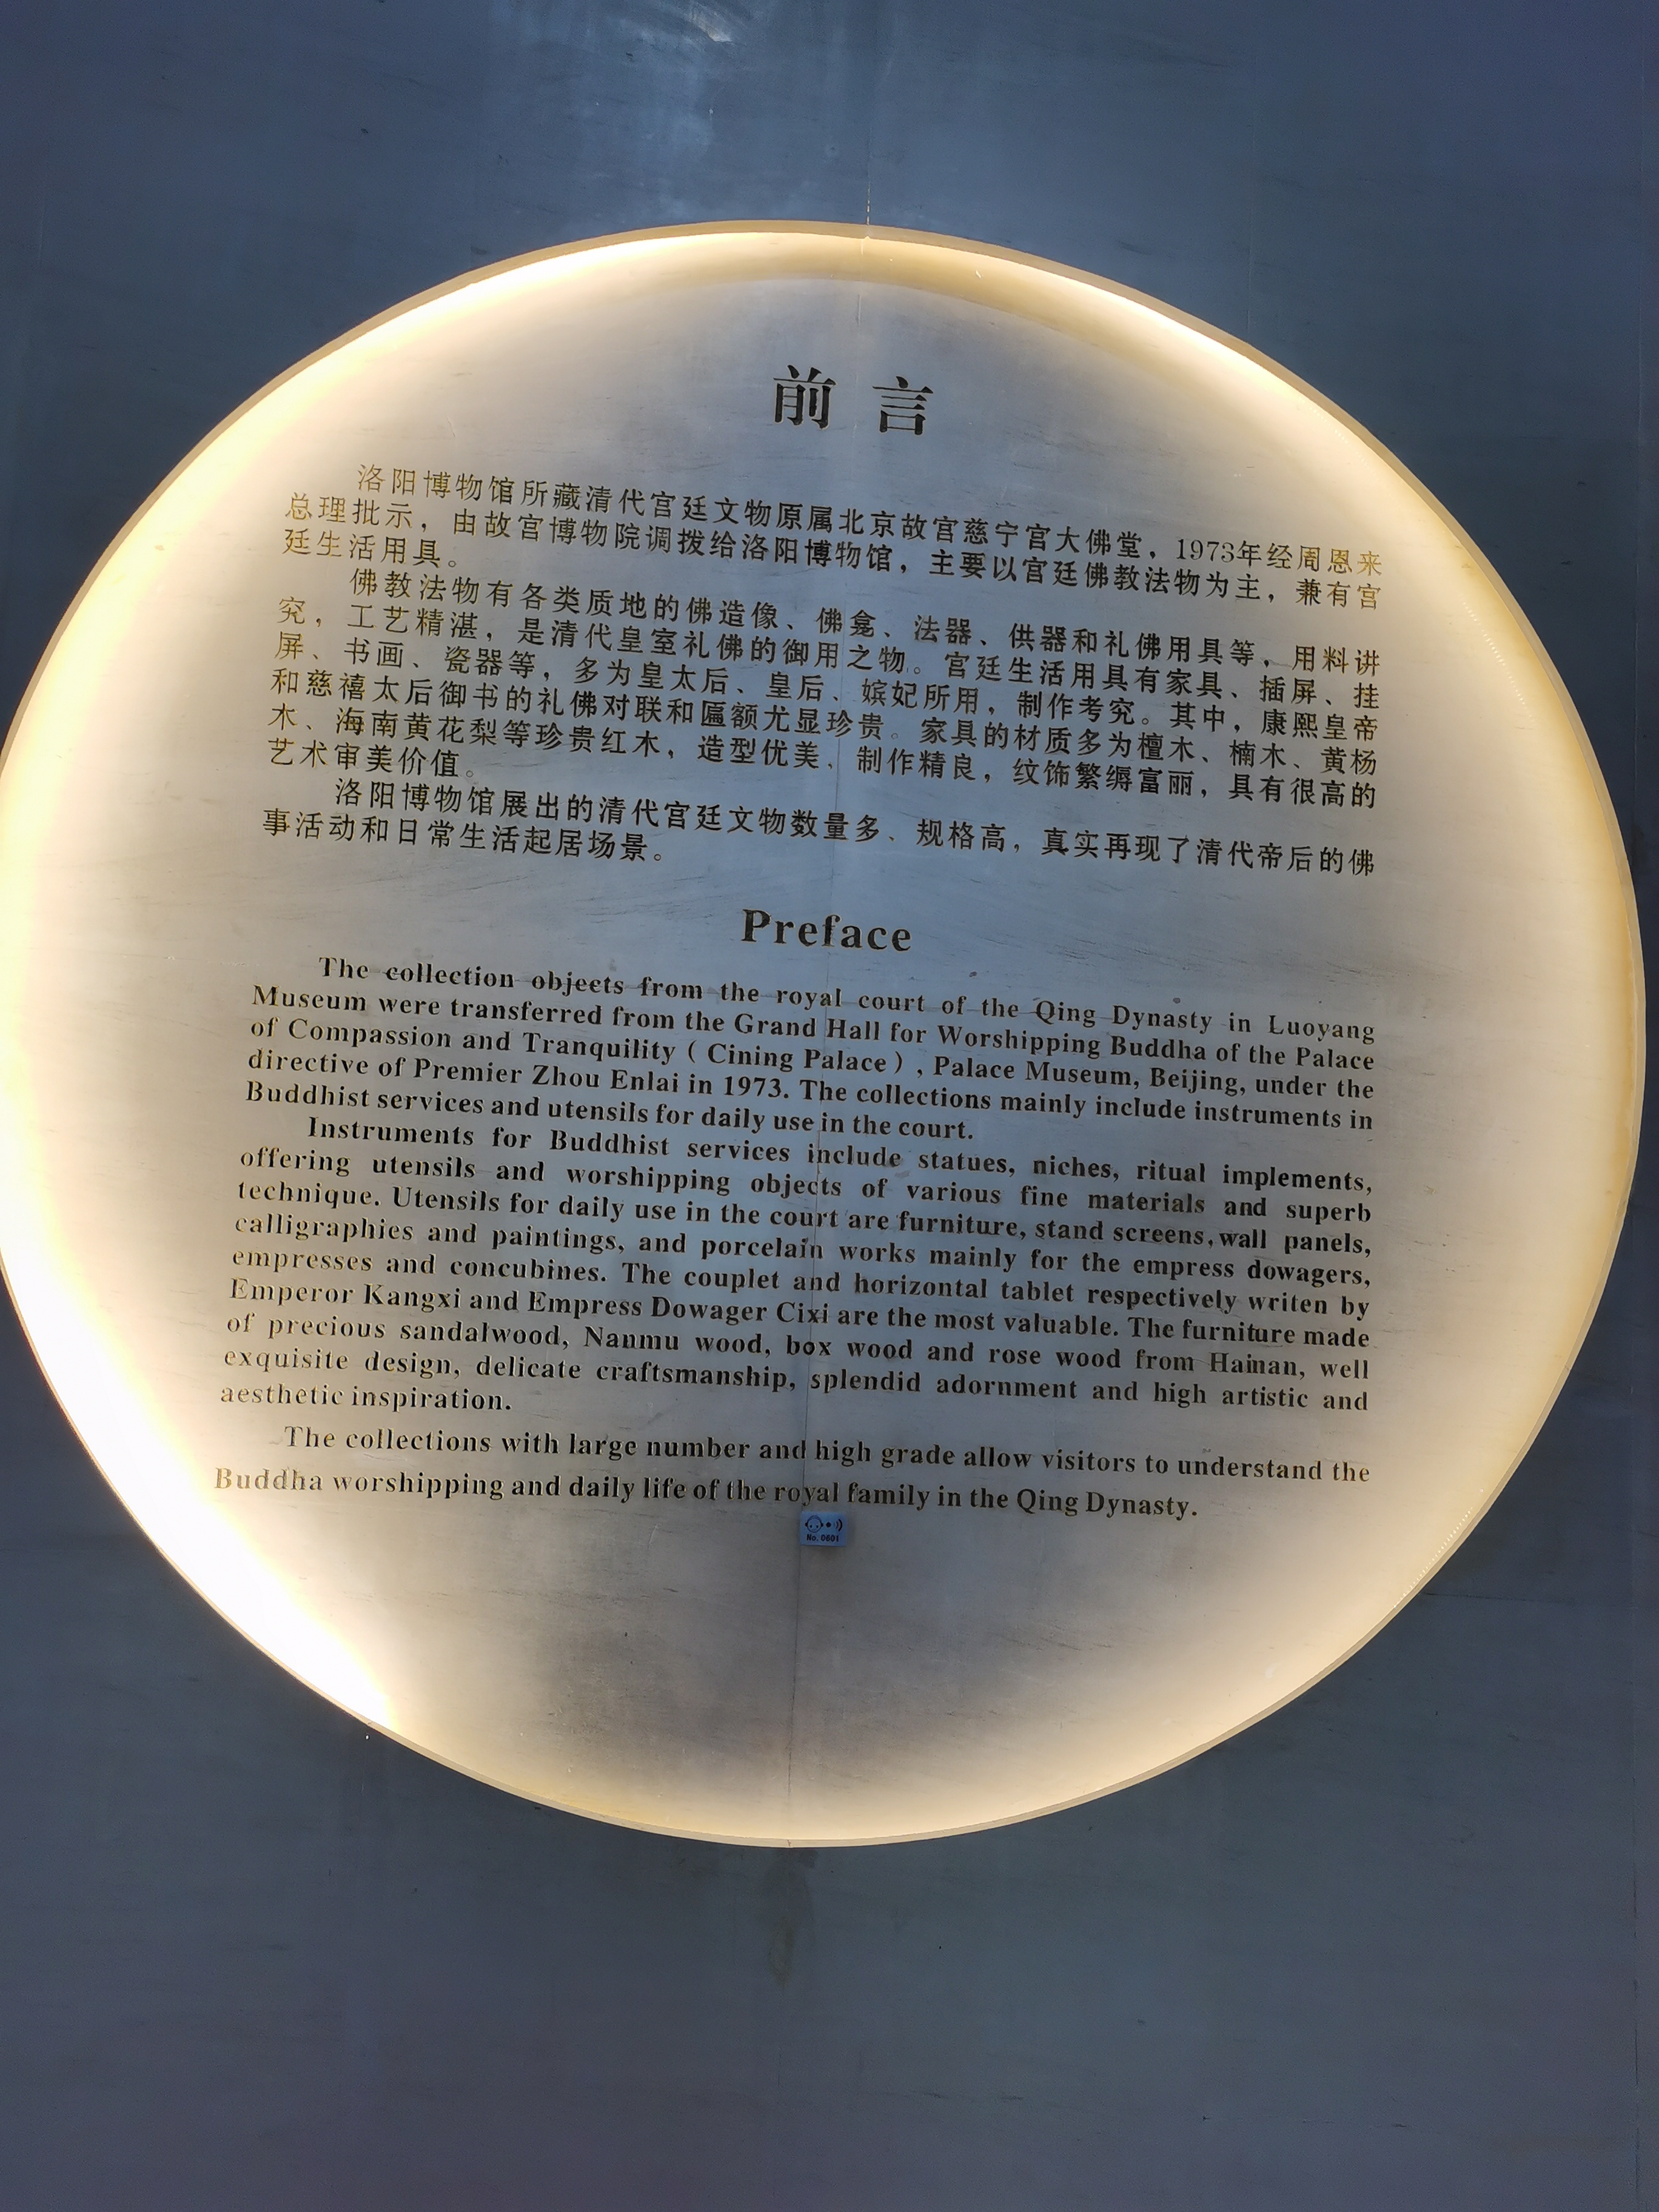 前言
洛阳博物馆所藏清代宫廷文物原属北京故宫慈宁宫大佛堂，1973年经周恩来
总理批示，由故宫博物院调拨给洛阳博物馆，主要以宫廷佛教法物为主，兼有宫
廷生活用具。
佛教法物有各类质地的佛造像、佛龛、法器、供器和礼佛用具等，用料讲
究，工艺精湛，是清代皇室礼佛的御用之物。宫廷生活用具有家具、插屏、挂
屏、书画、瓷器等，多为皇太后、皇后、嫔妃所用，制作考究。其中，康熙皇帝
和慈禧太后御书的礼佛对联和匾额尤显珍贵。家具的材质多为檀木、楠木、黄杨
木、海南黄花梨等珍贵红木，造型优美、制作精良，纹饰繁缛富丽，具有很高的
艺术审美价值。
洛阳博物馆展出的清代宫廷文物数量多、规格高，真实再现了清代帝后的佛
事活动和日常生活起居场景。
Preface
The collection objects from the royal court of the Qing Dynasty in Luoyang
Museum were transferred from the Grand Hall for Worshipping Buddha of the Palace
of Compassion and Tranquility ( Cining Palace ) , Palace Museum, Beijing, under the
directive of Premier Zhou Enlai in 1973. The collections mainly include instruments in
Buddhist services and utensils for daily use in the court.
Instruments for Buddhist services include statues, niches, ritual implements,
offering utensils and worshipping objects of various fine materials and superb
technique. Utensils for daily use in the court are furniture, stand screens, wall panels,
calligraphies and paintings, and porcelain works mainly for the empress dowagers,
empresses and concubines. The couplet and horizontal tablet respectively writen by
Emperor Kangxi and Empress Dowager Cixi are the most valuable. The furniture made
of precious sandalwood, Nanmu wood, box wood and rose wood from Hainan, well
exquisite design, delicate craftsmanship, splendid adornment and high artistic and
aesthetic inspiration.
The collections with large number and high grade allow visitors to understand the
Buddha worshipping and daily life of the royal family in the Qing Dynasty.
No. 0601